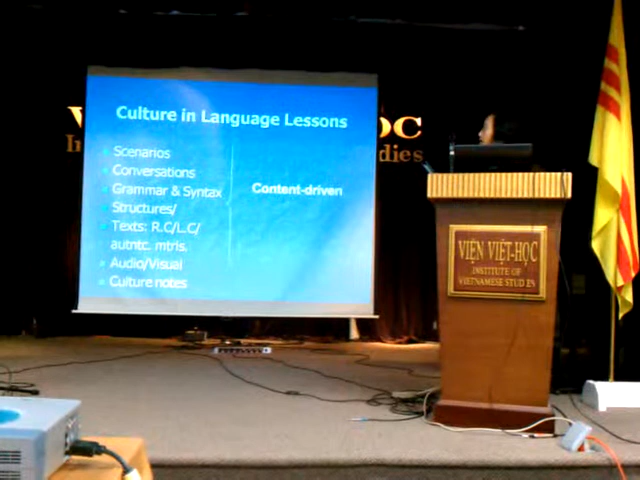 Culture in Language Lessons
Scenarios
Conversations
Grammar & Syntax
Structures/
Texts: R.C/L.C/
autntc. mtrls.
Audio/Visual
Culture notes
Content-driven
VIỆN VIỆT-HỌC
INSTITUTE OF
VIETNAMESE STUDIES